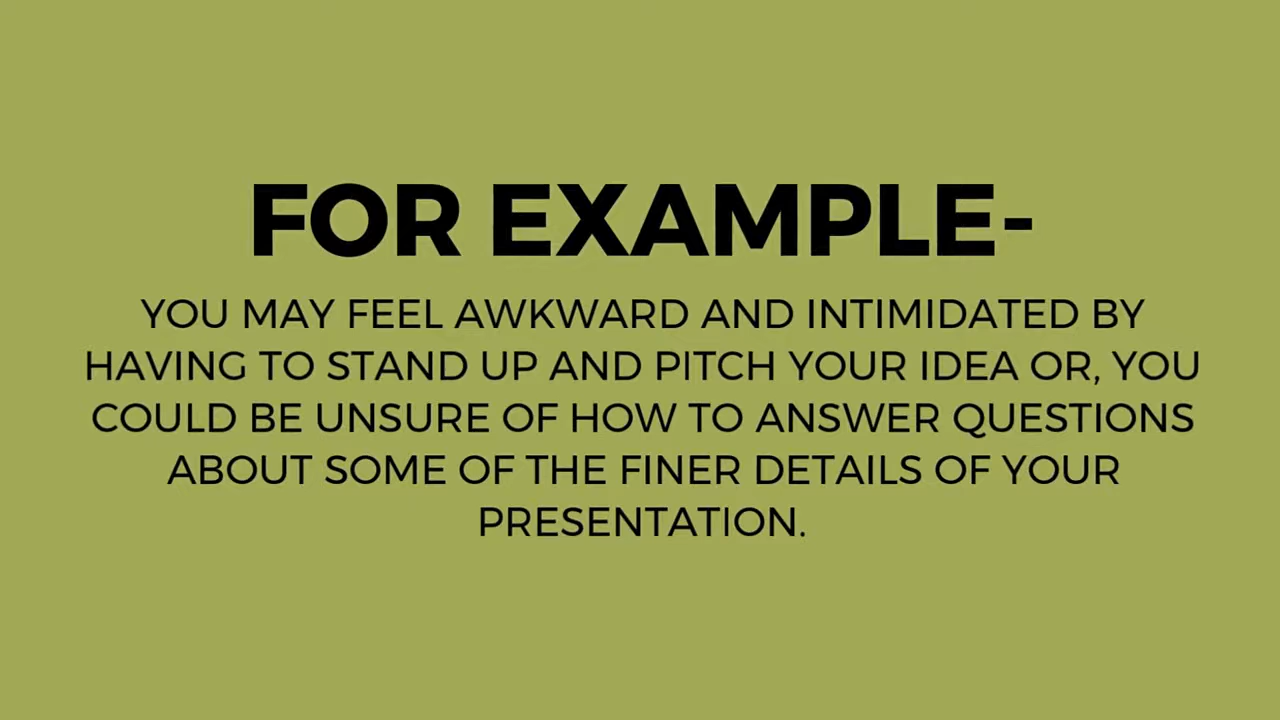 FOR EXAMPLE-
YOU MAY FEEL AWKWARD AND INTIMIDATED BY
HAVING TO STAND UP AND PITCH YOUR IDEA OR, YOU
COULD BE UNSURE OF HOW TO ANSWER QUESTIONS
ABOUT SOME OF THE FINER DETAILS OF YOUR
PRESENTATION.